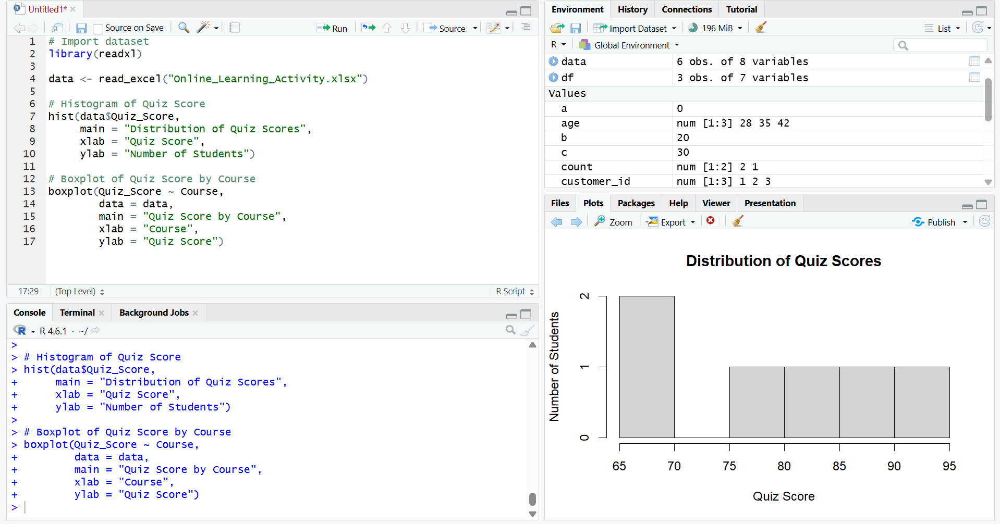 Untitled1*
Source on Save
Run
Source
1 # Import dataset
2 library(readxl)
3
4 data <- read_excel("Online_Learning_Activity.xlsx")
5
6 # Histogram of Quiz Score
7 hist(data$Quiz_Score,
8 main = "Distribution of Quiz Scores",
9 xlab = "Quiz Score",
10 ylab = "Number of Students")
11
12 # Boxplot of Quiz Score by Course
13 boxplot(Quiz_Score ~ Course,
14 data = data,
15 main = "Quiz Score by Course",
16 xlab = "Course",
17 ylab = "Quiz Score")
17:29 (Top Level) R Script
Console Terminal Background Jobs
R R 4.6.1 · ~/
>
> # Histogram of Quiz Score
> hist(data$Quiz_Score,
+ main = "Distribution of Quiz Scores",
+ xlab = "Quiz Score",
+ ylab = "Number of Students")
>
> # Boxplot of Quiz Score by Course
> boxplot(Quiz_Score ~ Course,
+ data = data,
+ main = "Quiz Score by Course",
+ xlab = "Course",
+ ylab = "Quiz Score")
>
Environment History Connections Tutorial
Import Dataset 196 MiB List
R Global Environment
data 6 obs. of 8 variables
df 3 obs. of 7 variables
Values
a 0
age num [1:3] 28 35 42
b 20
c 30
count num [1:2] 2 1
customer_id num [1:3] 1 2 3
Files Plots Packages Help Viewer Presentation
Zoom Export Publish
Distribution of Quiz Scores
Number of Students
2
1
0
65 70 75 80 85 90 95
Quiz Score